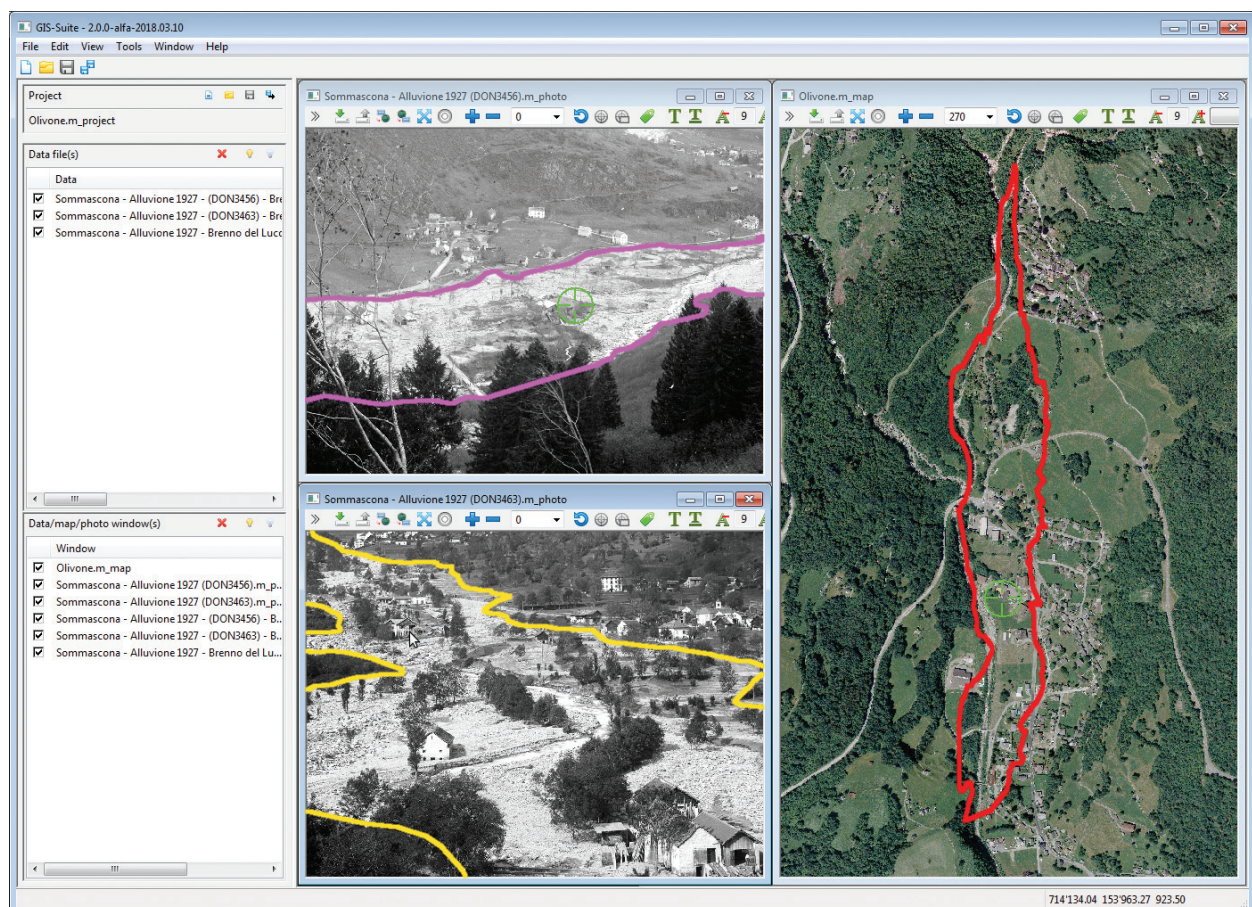 GIS-Suite - 2.0.0-alfa-2018.03.10
File Edit View Tools Window Help
Project
Olivone.m_project
Data file(s)
Data
Sommascona - Alluvione 1927 - (DON3456) - Bre
Sommascona - Alluvione 1927 - (DON3463) - Bre
Sommascona - Alluvione 1927 - Brenno del Lucc
Data/map/photo window(s)
Window
Olivone.m_map
Sommascona - Alluvione 1927 (DON3456).m_p...
Sommascona - Alluvione 1927 (DON3463).m_p...
Sommascona - Alluvione 1927 - (DON3456) - B...
Sommascona - Alluvione 1927 - (DON3463) - B...
Sommascona - Alluvione 1927 - Brenno del Lu...
Sommascona - Alluvione 1927 (DON3456).m_photo
0 T T A 9 A
Sommascona - Alluvione 1927 (DON3463).m_photo
0 T T A 9 A
Olivone.m_map
270 T T A 9 A
714'134.04 153'963.27 923.50